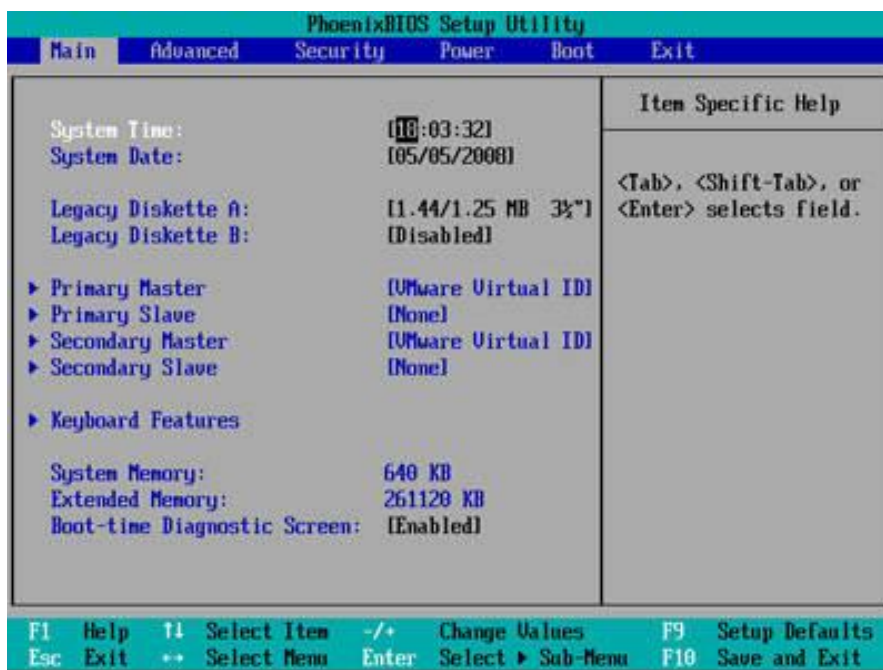 PhoenixBIOS Setup Utility
Main Advanced Security Power Boot Exit
Item Specific Help
System Time: [18:03:32]
System Date: [05/05/2008]
<Tab>, <Shift-Tab>, or
<Enter> selects field.
Legacy Diskette A: [1.44/1.25 MB 3½"]
Legacy Diskette B: [Disabled]
▶ Primary Master [VMware Virtual ID]
▶ Primary Slave [None]
▶ Secondary Master [VMware Virtual ID]
▶ Secondary Slave [None]
▶ Keyboard Features
System Memory: 640 KB
Extended Memory: 261120 KB
Boot-time Diagnostic Screen: [Enabled]
F1 Help ↑↓ Select Item -/+ Change Values F9 Setup Defaults
Esc Exit ↔ Select Menu Enter Select ▶ Sub-Menu F10 Save and Exit